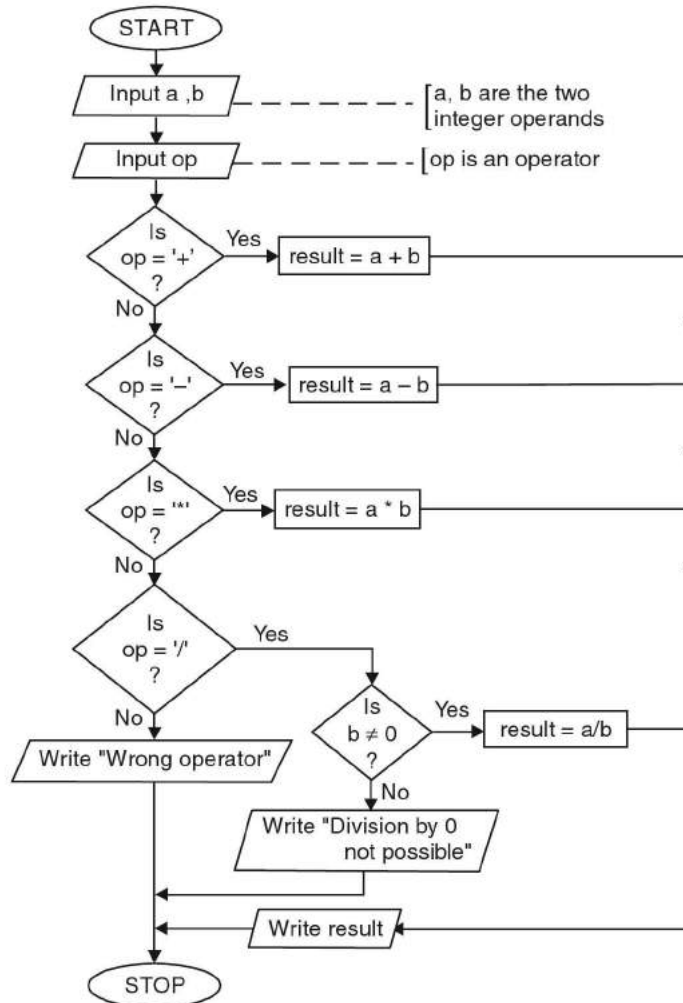 START
Input a ,b
[a, b are the two
integer operands
Input op
[op is an operator
Is
op = '+'
?
Yes
result = a + b
No
Is
op = '–'
?
Yes
result = a – b
No
Is
op = '*'
?
Yes
result = a * b
No
Is
op = '/'
?
Yes
No
Is
b ≠ 0
?
Yes
result = a/b
Write "Wrong operator"
No
Write "Division by 0
not possible"
Write result
STOP